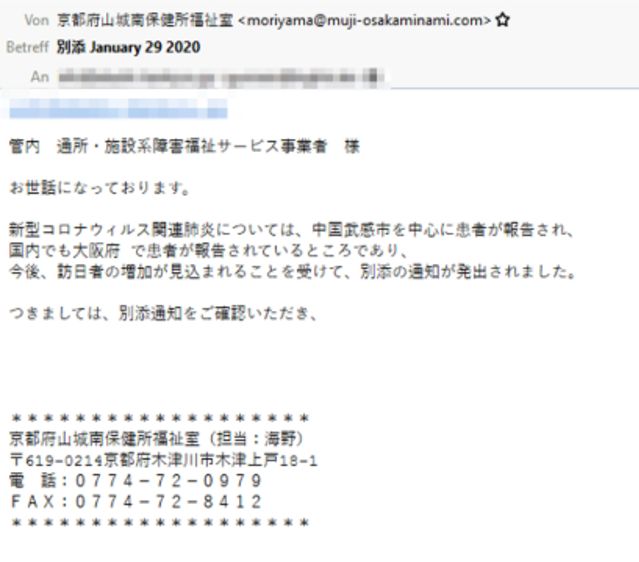 Von 京都府山城南保健所福祉室 <moriyama@muji-osakaminami.com>
Betreff 別添 January 29 2020
An
管内　通所・施設系障害福祉サービス事業者　様
お世話になっております。
新型コロナウィルス関連肺炎については、中国武感市を中心に患者が報告され、
国内でも大阪府 で患者が報告されているところであり、
今後、訪日者の増加が見込まれることを受けて、別添の通知が発出されました。
つきましては、別添通知をご確認いただき、
＊＊＊＊＊＊＊＊＊＊＊＊＊＊＊＊＊＊＊
京都府山城南保健所福祉室（担当：海野）
〒619-0214京都府木津川市木津上戸18-1
電　話：０７７４－７２－０９７９
ＦＡＸ：０７７４－７２－８４１２
＊＊＊＊＊＊＊＊＊＊＊＊＊＊＊＊＊＊＊